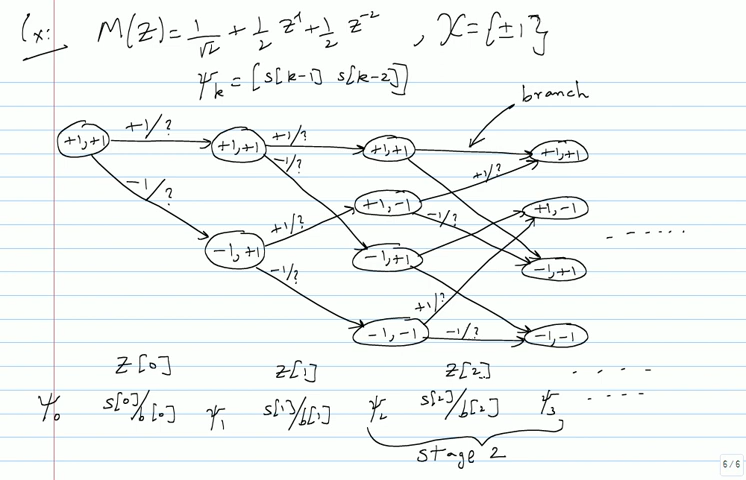 Ex: M(z) = 1/√2 + 1/2 z⁻¹ + 1/2 z⁻² , X = {±1}
ψₖ = [s[k-1] s[k-2]]
branch
+1/? +1/?
+1,+1 +1,+1 +1,+1 +1,+1
-1/? -1/? +1/?
+1/? +1,-1 -1/? +1,-1
-1,+1 -1,+1 -1,+1 ......
-1/? +1/?
-1,-1 -1/? -1,-1
z[0] z[1] z[2] ....
ψ₀ s[0]/b[0] ψ₁ s[1]/b[1] ψ₂ s[2]/b[2] ψ₃ ....
stage 2
6 / 6